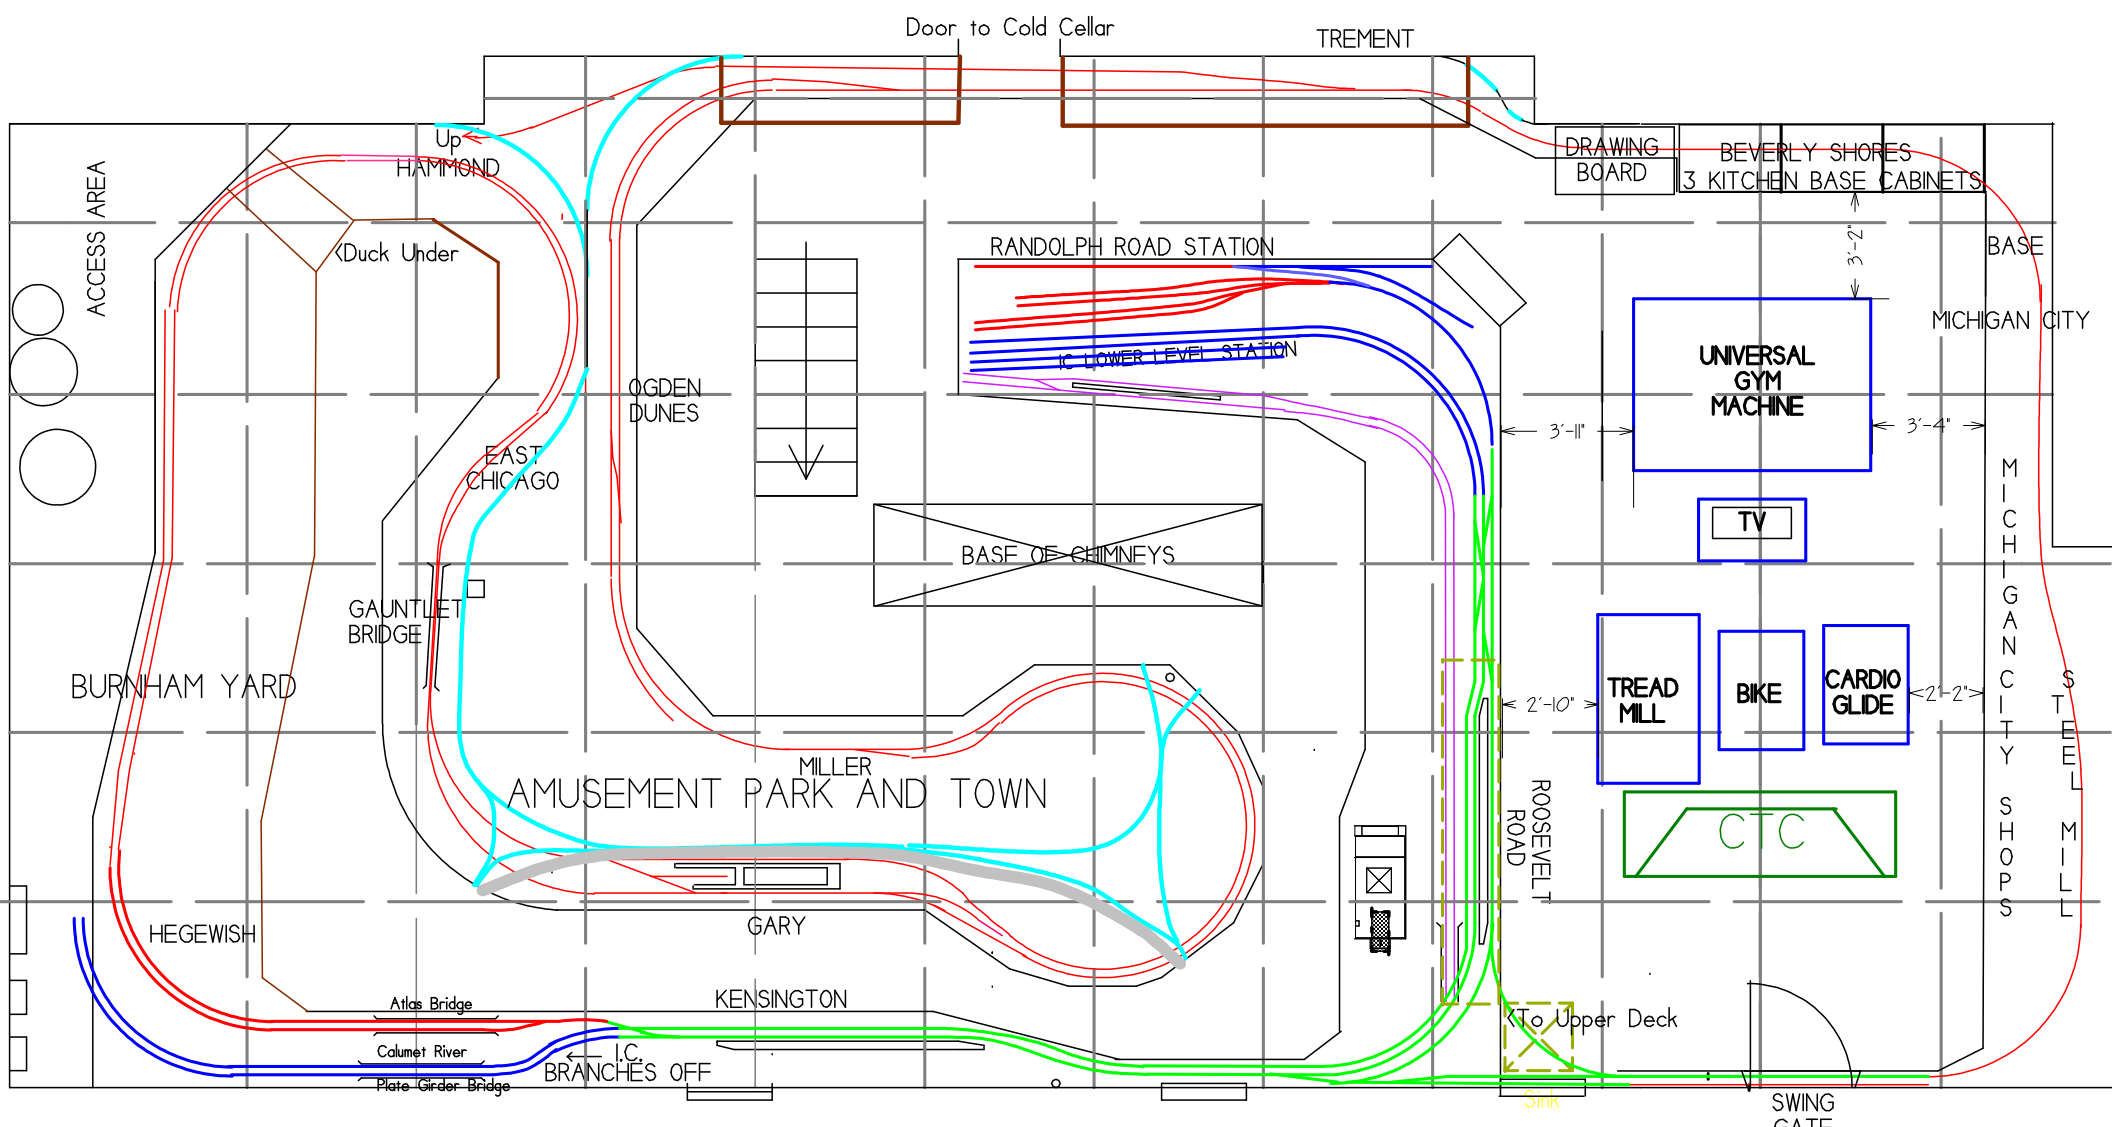 Door to Cold Cellar
TREMENT
Up
HAMMOND
DRAWING
BOARD
BEVERLY SHORES
3 KITCHEN BASE CABINETS
ACCESS AREA
<Duck Under
RANDOLPH ROAD STATION
3'-2"
BASE
MICHIGAN CITY
IC LOWER LEVEL STATION
UNIVERSAL
GYM
MACHINE
OGDEN
DUNES
3'-11"
3'-4"
EAST
CHICAGO
TV
BASE OF CHIMNEYS
GAUNTLET
BRIDGE
MICHIGAN CITY SHOPS
STEEL MILL
BURNHAM YARD
TREAD
MILL
BIKE
CARDIO
GLIDE
2'-10"
2'-2"
MILLER
AMUSEMENT PARK AND TOWN
ROOSEVELT
ROAD
CTC
HEGEWISH
GARY
Atlas Bridge
KENSINGTON
<To Upper Deck
Calumet River
I.C.
BRANCHES OFF
Plate Girder Bridge
Sink
SWING
GATE